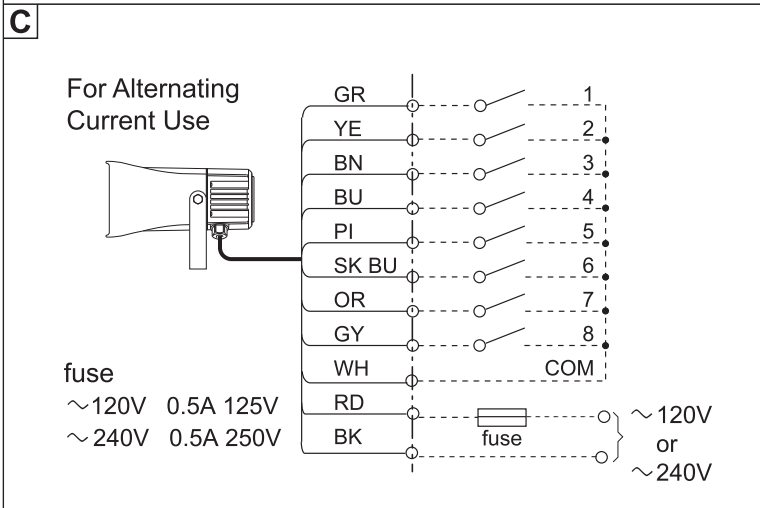 C
For Alternating
Current Use
GR 1
YE 2
BN 3
BU 4
PI 5
SK BU 6
OR 7
GY 8
WH COM
RD
BK
fuse
~120V 0.5A 125V
~240V 0.5A 250V
fuse
~120V
or
~240V